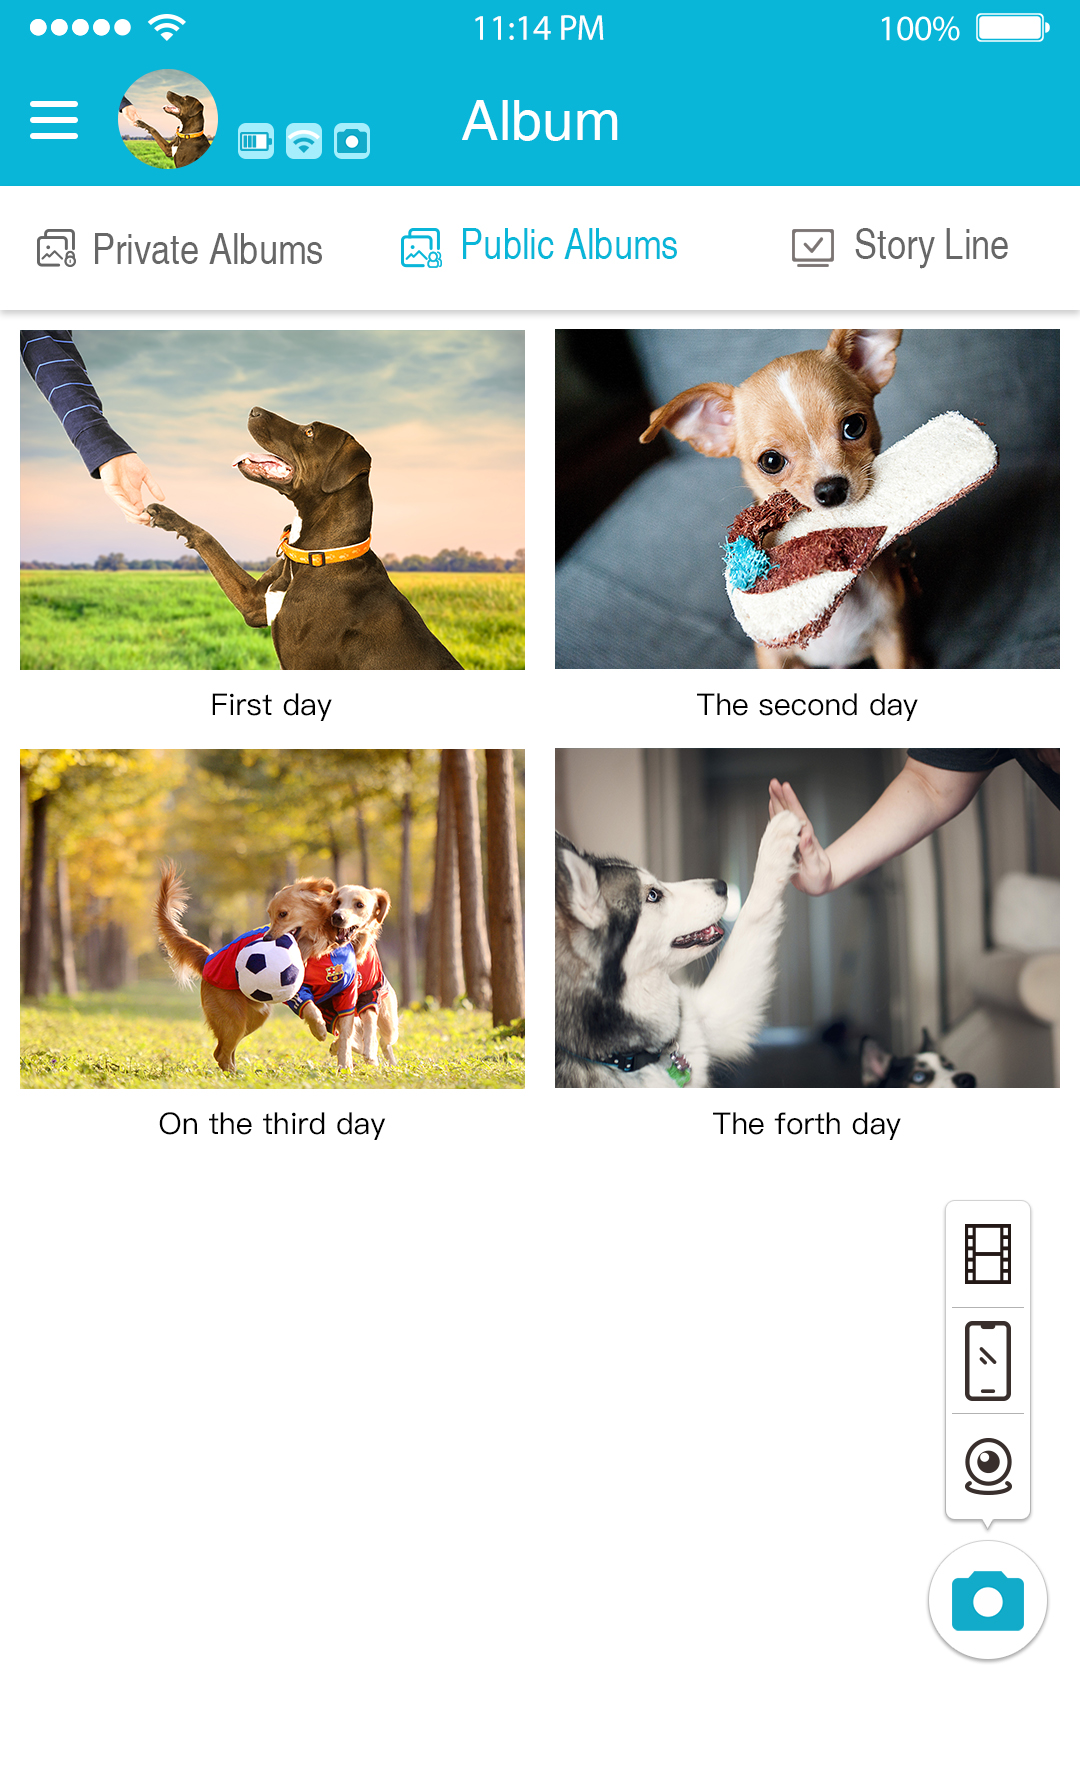 11:14 PM
100%
Album
Private Albums
Public Albums
Story Line
First day
The second day
On the third day
The forth day